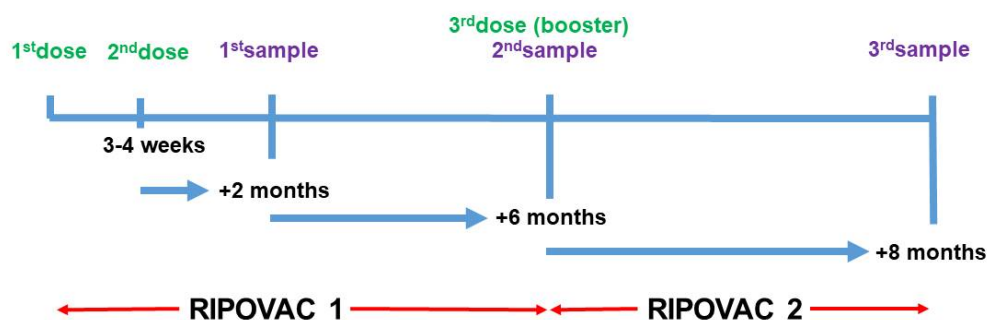 3rddose (booster)
1stdose 2nddose 1stsample 2ndsample 3rdsample
3-4 weeks
+2 months
+6 months
+8 months
RIPOVAC 1 RIPOVAC 2